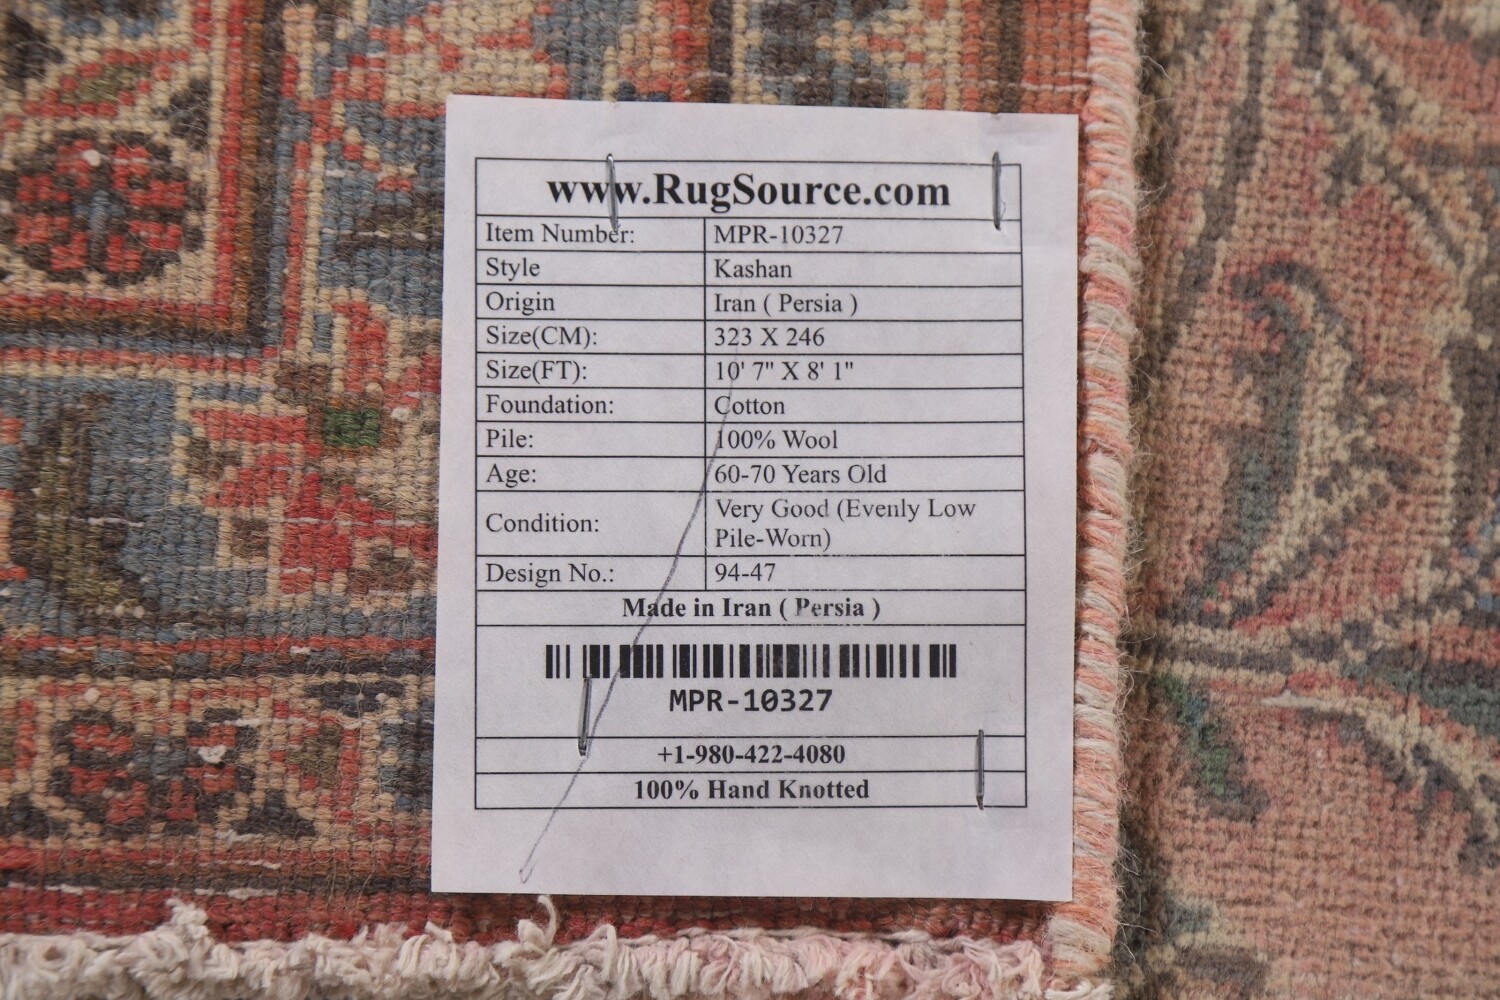 www.RugSource.com
Item Number: MPR-10327
Style Kashan
Origin Iran ( Persia )
Size(CM): 323 X 246
Size(FT): 10' 7" X 8' 1"
Foundation: Cotton
Pile: 100% Wool
Age: 60-70 Years Old
Condition: Very Good (Evenly Low
Pile-Worn)
Design No.: 94-47
Made in Iran ( Persia )
MPR-10327
+1-980-422-4080
100% Hand Knotted